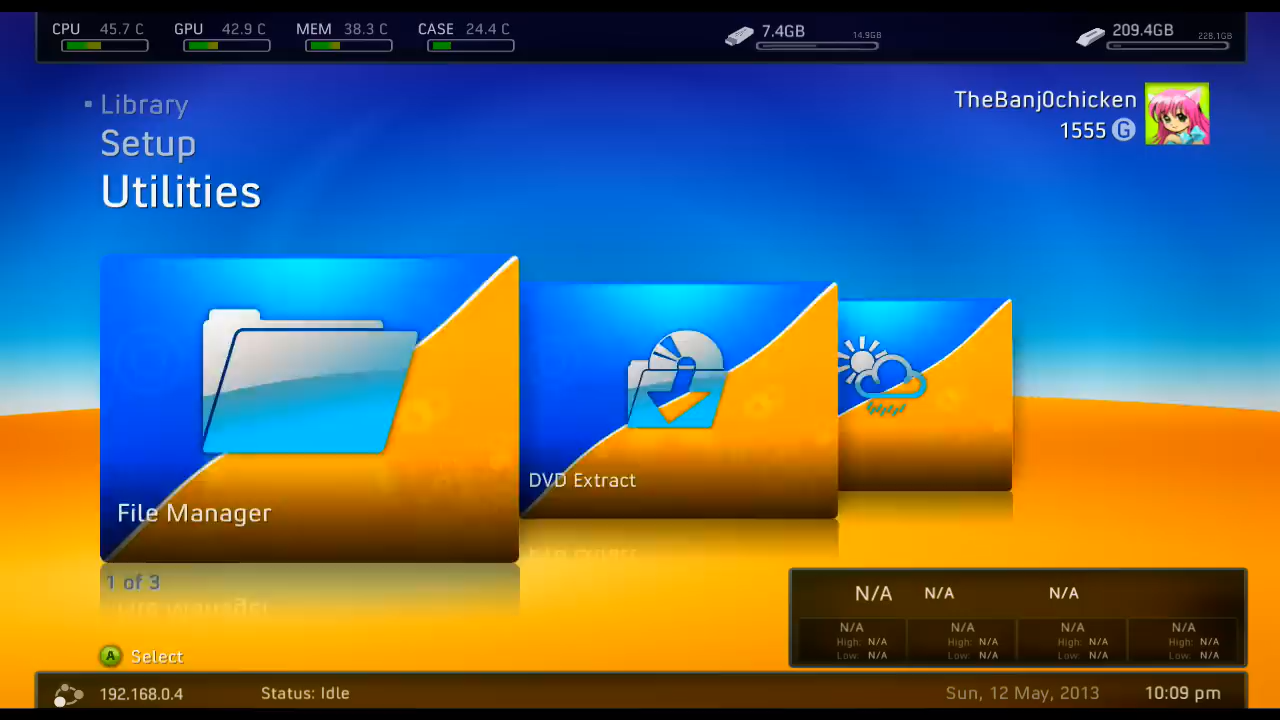 CPU 45.7 C GPU 42.9 C MEM 38.3 C CASE 24.4 C 7.4GB 14.9GB 209.4GB 228.1GB
Library
Setup
Utilities
TheBanj0chicken
1555 G
File Manager
DVD Extract
1 of 3
A Select
N/A N/A N/A
N/A N/A N/A N/A
High: N/A High: N/A High: N/A High: N/A
Low: N/A Low: N/A Low: N/A Low: N/A
192.168.0.4 Status: Idle Sun, 12 May, 2013 10:09 pm